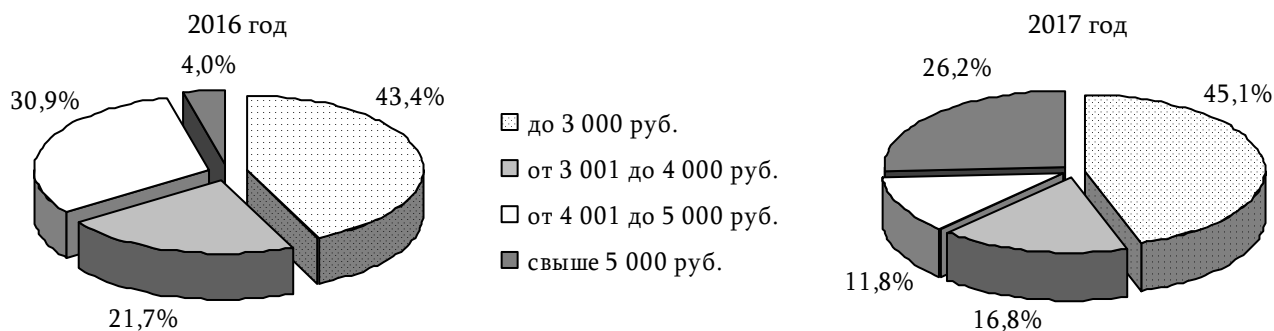 2016 год
4,0%
30,9%
43,4%
21,7%
до 3 000 руб.
от 3 001 до 4 000 руб.
от 4 001 до 5 000 руб.
свыше 5 000 руб.
2017 год
26,2%
45,1%
11,8%
16,8%